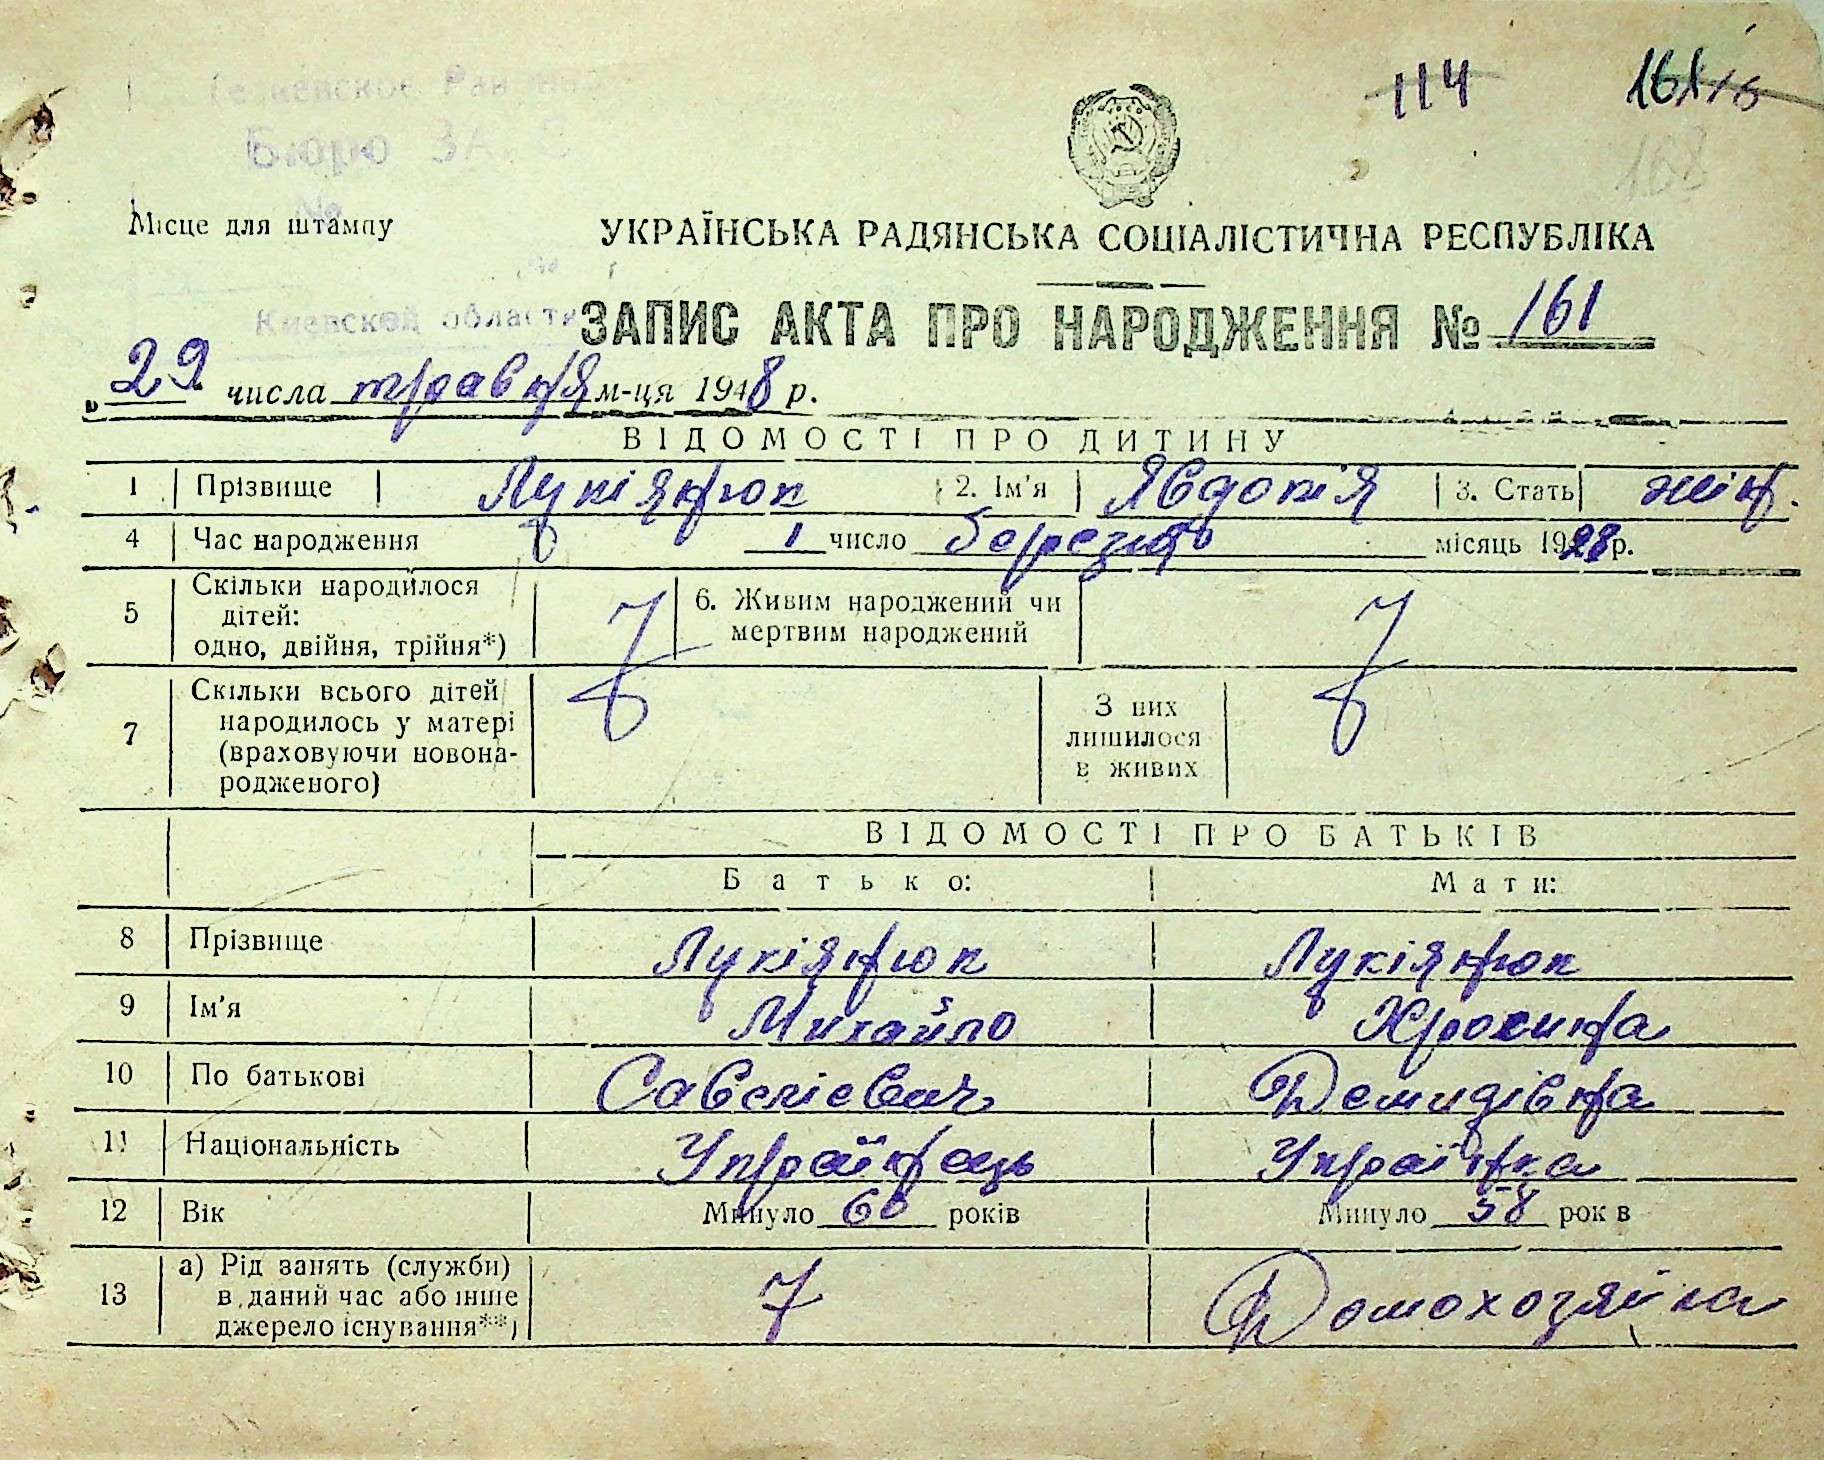 114 161
168
Бюро ЗА
Місце для штампу
УКРАЇНСЬКА РАДЯНСЬКА СОЦІАЛІСТИЧНА РЕСПУБЛІКА
Киевской области
ЗАПИС АКТА ПРО НАРОДЖЕННЯ № 161
29 числа травня м-ця 1948 р.
ВІДОМОСТІ ПРО ДИТИНУ
1 Прізвище Лукіянюк 2. Ім'я Явдокія 3. Стать жін.
4 Час народження 1 число березня місяць 1928 р.
5 Скільки народилося дітей: одно, двійня, трійня*) 6. Живим народжений чи мертвим народжений
7 Скільки всього дітей народилось у матері (враховуючи новонародженого) З них лишилося в живих
ВІДОМОСТІ ПРО БАТЬКІВ
Батько: Мати:
8 Прізвище Лукіянюк Лукіянюк
9 Ім'я Михайло Хросина
10 По батькові Савелієвич Демидівна
11 Національність Українець Українка
12 Вік Минуло 60 років Минуло 58 років
13 а) Рід занять (служби) в даний час або інше джерело існування**) Домохозяйка